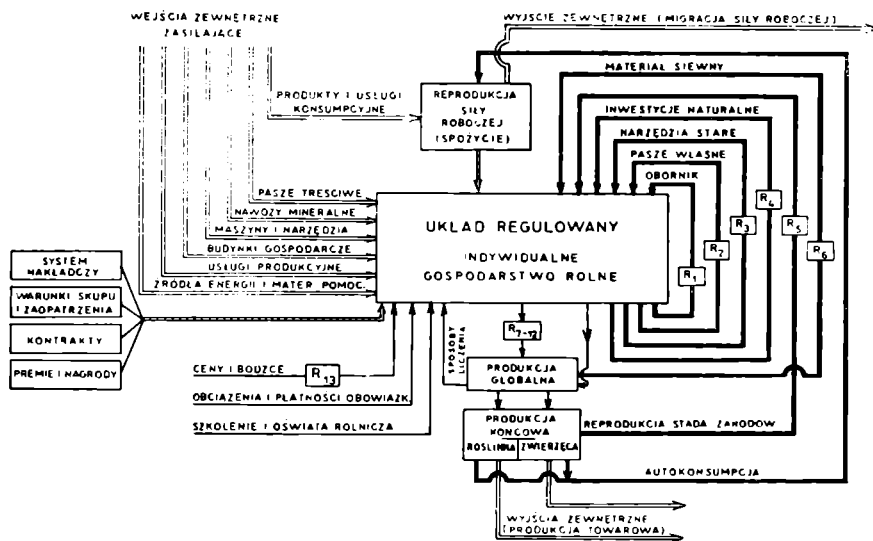 WEJŚCIA ZEWNĘTRZNE
ZASILAJĄCE
WYJŚCIE ZEWNĘTRZNE (MIGRACJA SIŁY ROBOCZEJ)
PRODUKTY I USŁUGI
KONSUMPCYJNE
REPRODUKCJA
SIŁY
ROBOCZEJ
(SPOŻYCIE)
MATERIAŁ SIEWNY
INWESTYCJE NATURALNE
NARZĘDZIA STARE
PASZE WŁASNE
OBORNIK
PASZE TREŚCIWE
NAWOZY MINERALNE
MASZYNY I NARZĘDZIA
BUDYNKI GOSPODARCZE
USŁUGI PRODUKCYJNE
ŹRÓDŁA ENERGII I MATER. POMOC.
UKŁAD REGULOWANY
INDYWIDUALNE
GOSPODARSTWO ROLNE
R1
R2
R3
R4
R5
R6
SYSTEM
NAKŁADCZY
WARUNKI SKUPU
I ZAOPATRZENIA
KONTRAKTY
PREMIE I NAGRODY
CENY I BODŹCE
R13
OBCIĄŻENIA I PŁATNOŚCI OBOWIĄZK.
SZKOLENIE I OŚWIATA ROLNICZA
SPOSOBY
LICZENIA
R7-12
PRODUKCJA
GLOBALNA
PRODUKCJA
KOŃCOWA
ROŚLINNA
ZWIERZĘCA
REPRODUKCJA STADA ZARODOW.
AUTOKONSUMPCJA
WYJŚCIA ZEWNĘTRZNE
(PRODUKCJA TOWAROWA)